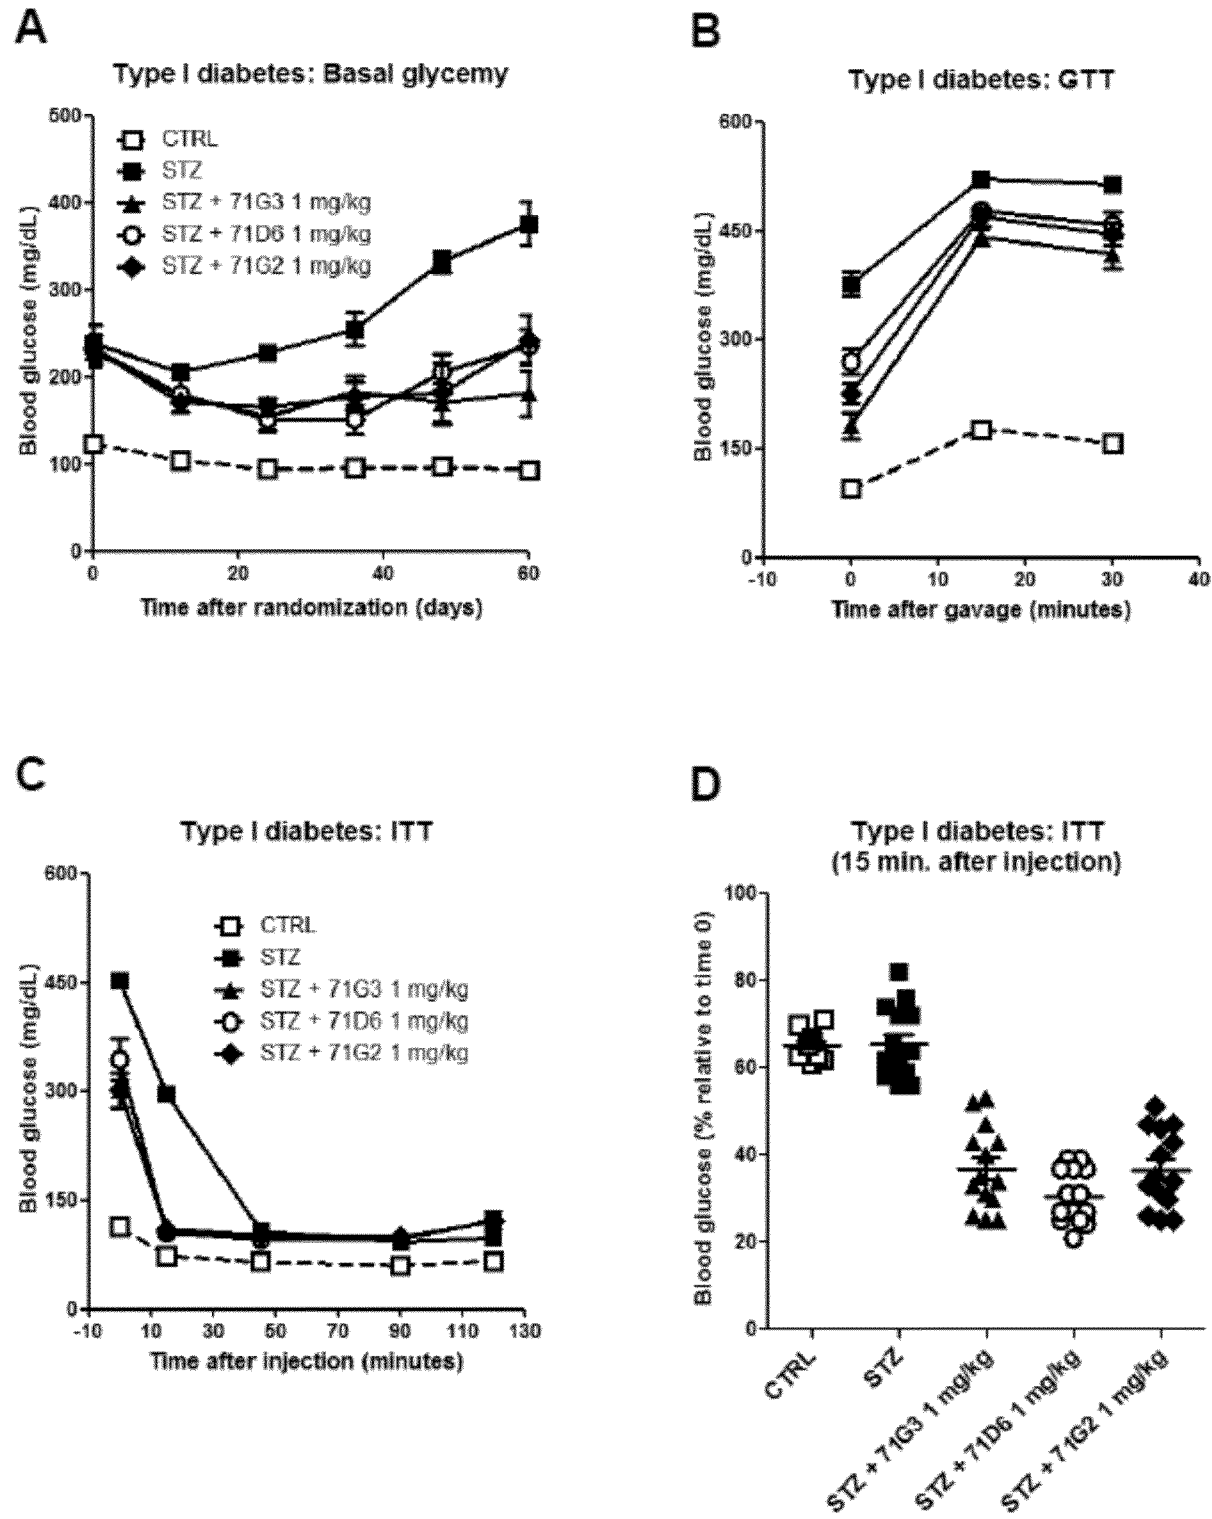 A
Type I diabetes: Basal glycemy
Blood glucose (mg/dL)
500
400
300
200
100
0
CTRL
STZ
STZ + 71G3 1 mg/kg
STZ + 71D6 1 mg/kg
STZ + 71G2 1 mg/kg
0 20 40 60
Time after randomization (days)
B
Type I diabetes: GTT
Blood glucose (mg/dL)
600
450
300
150
0
-10 0 10 20 30 40
Time after gavage (minutes)
C
Type I diabetes: ITT
Blood glucose (mg/dL)
600
450
300
150
0
CTRL
STZ
STZ + 71G3 1 mg/kg
STZ + 71D6 1 mg/kg
STZ + 71G2 1 mg/kg
-10 10 30 50 70 90 110 130
Time after injection (minutes)
D
Type I diabetes: ITT
(15 min. after injection)
Blood glucose (% relative to time 0)
100
80
60
40
20
0
CTRL
STZ
STZ + 71G3 1 mg/kg
STZ + 71D6 1 mg/kg
STZ + 71G2 1 mg/kg